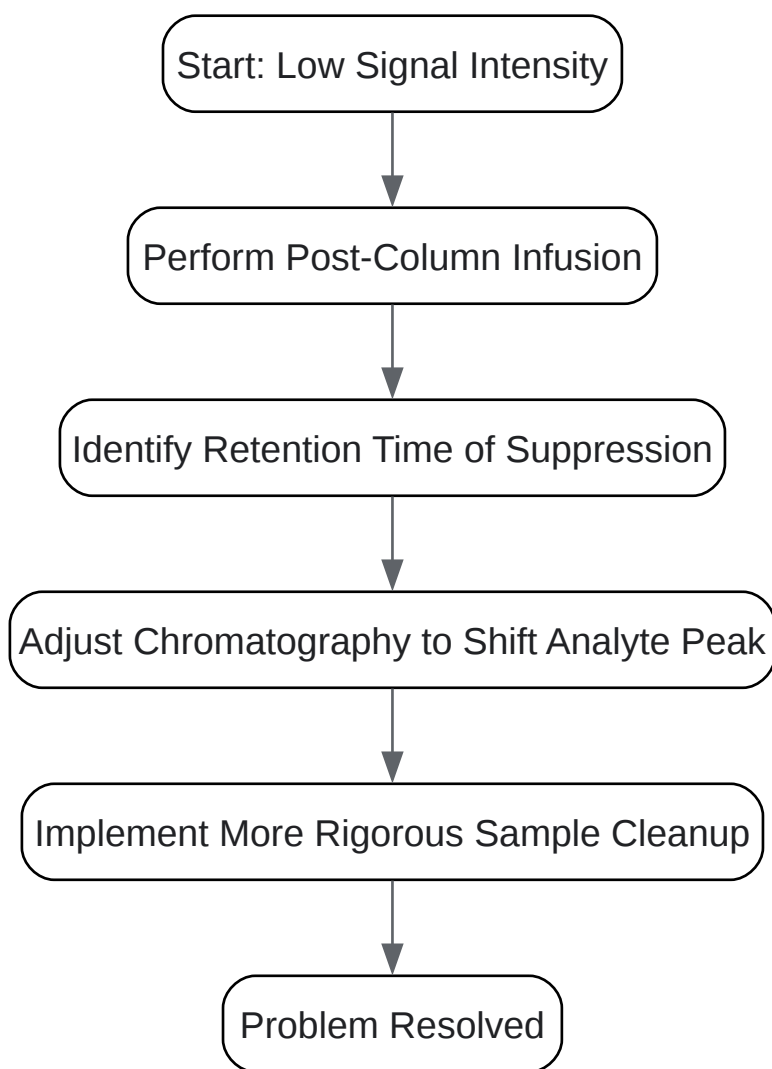 Start: Low Signal Intensity
Perform Post-Column Infusion
Identify Retention Time of Suppression
Adjust Chromatography to Shift Analyte Peak
Implement More Rigorous Sample Cleanup
Problem Resolved